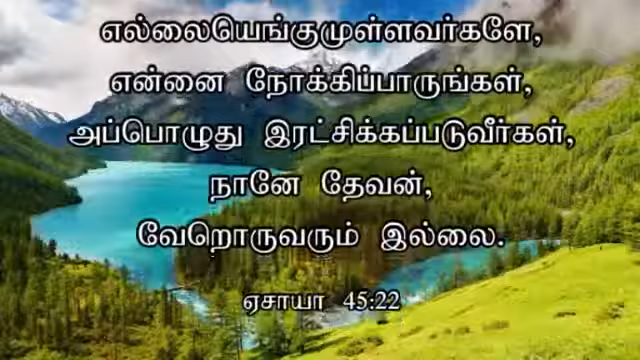 எல்லையெங்குமுள்ளவர்களே,
என்னை நோக்கிப்பாருங்கள்,
அப்பொழுது இரட்சிக்கப்படுவீர்கள்,
நானே தேவன்,
வேறொருவரும் இல்லை.
ஏசாயா 45:22